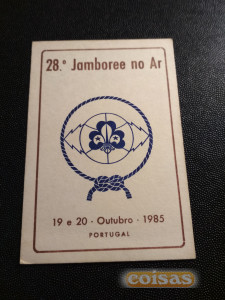 28.º Jamboree no Ar
19 e 20 - Outubro - 1985
PORTUGAL
coisas